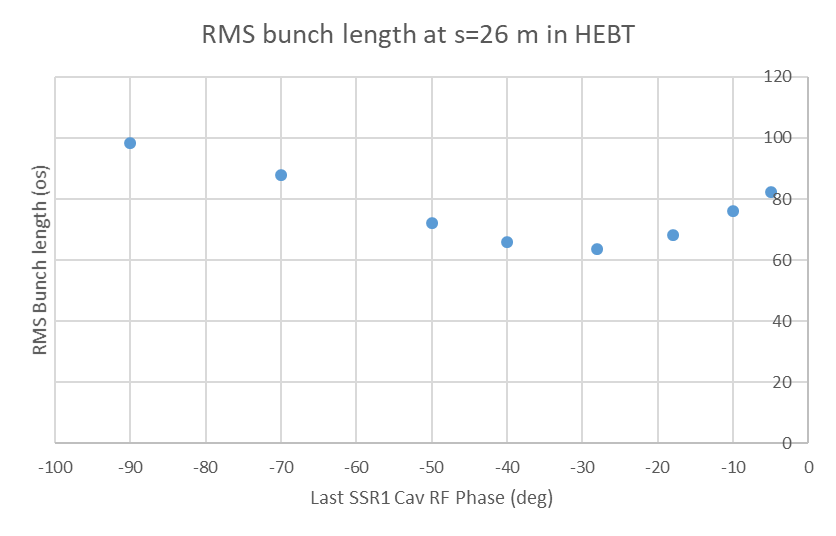 RMS bunch length at s=26 m in HEBT
120
100
80
60
40
20
0
RMS Bunch length (os)
-100 -90 -80 -70 -60 -50 -40 -30 -20 -10 0
Last SSR1 Cav RF Phase (deg)